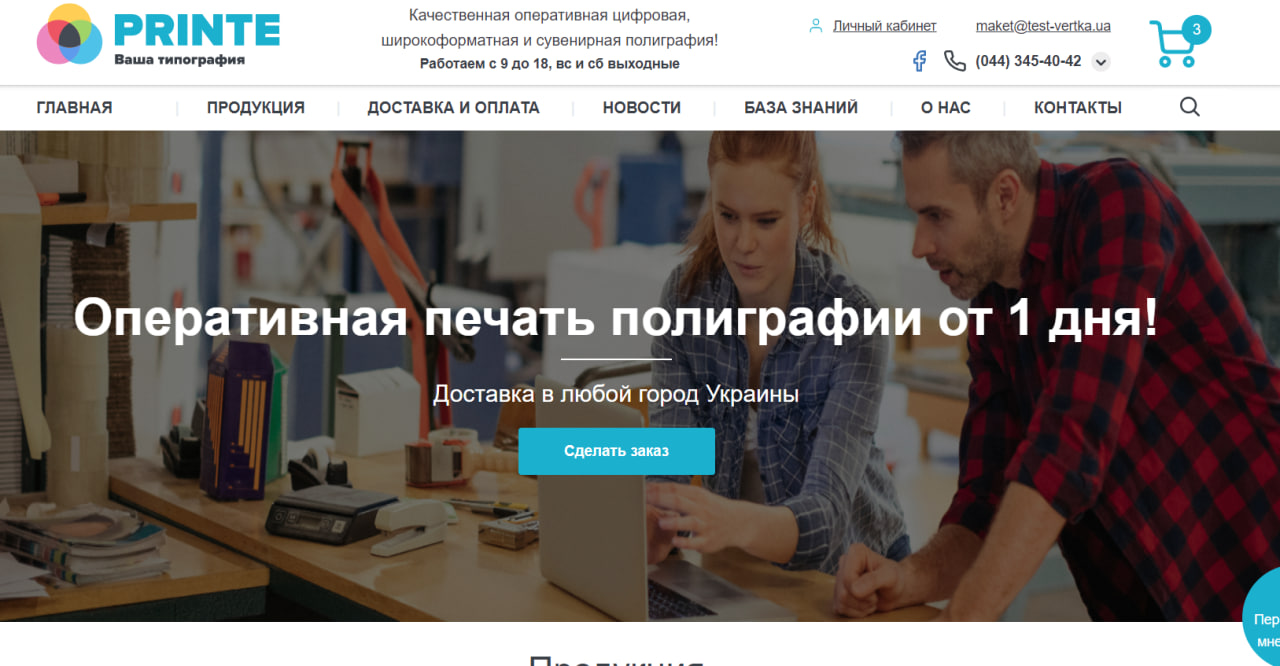 PRINTE
Ваша типография
Качественная оперативная цифровая,
широкоформатная и сувенирная полиграфия!
Работаем с 9 до 18, вс и сб выходные
Личный кабинет
maket@test-vertka.ua
(044) 345-40-42
3
ГЛАВНАЯ
ПРОДУКЦИЯ
ДОСТАВКА И ОПЛАТА
НОВОСТИ
БАЗА ЗНАНИЙ
О НАС
КОНТАКТЫ
Оперативная печать полиграфии от 1 дня!
Доставка в любой город Украины
Сделать заказ
Пер
мне
Продукция